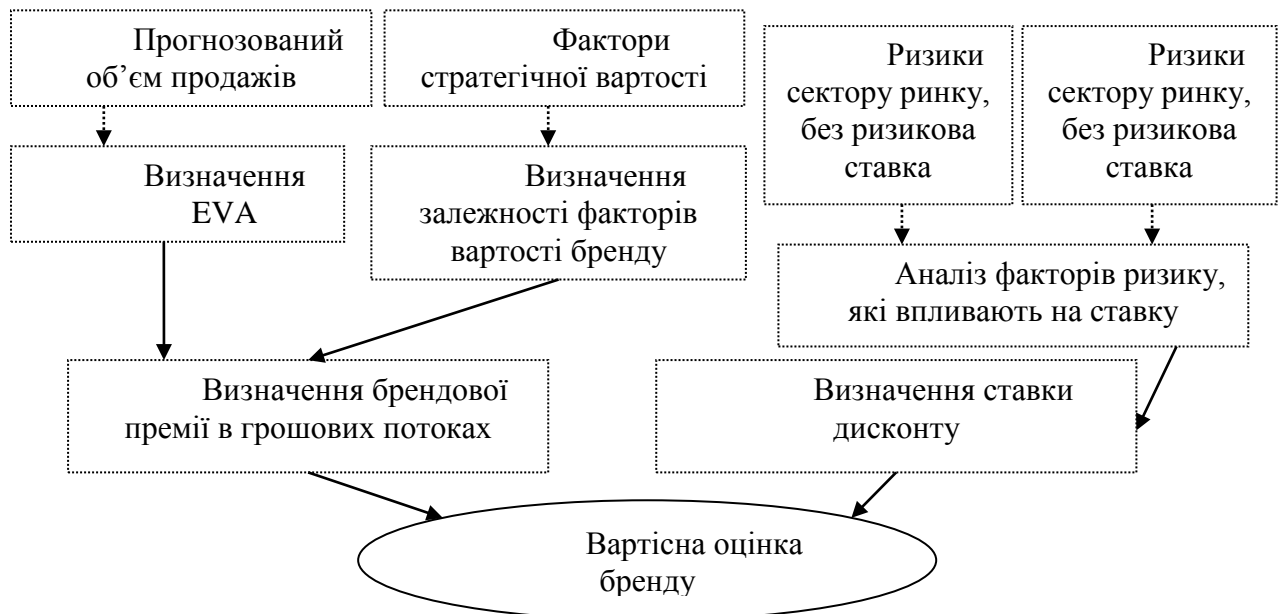 Прогнозований
об’єм продажів
Фактори
стратегічної вартості
Ризики
сектору ринку,
без ризикова
ставка
Ризики
сектору ринку,
без ризикова
ставка
Визначення
EVA
Визначення
залежності факторів
вартості бренду
Аналіз факторів ризику,
які впливають на ставку
Визначення брендової
премії в грошових потоках
Визначення ставки
дисконту
Вартісна оцінка
бренду